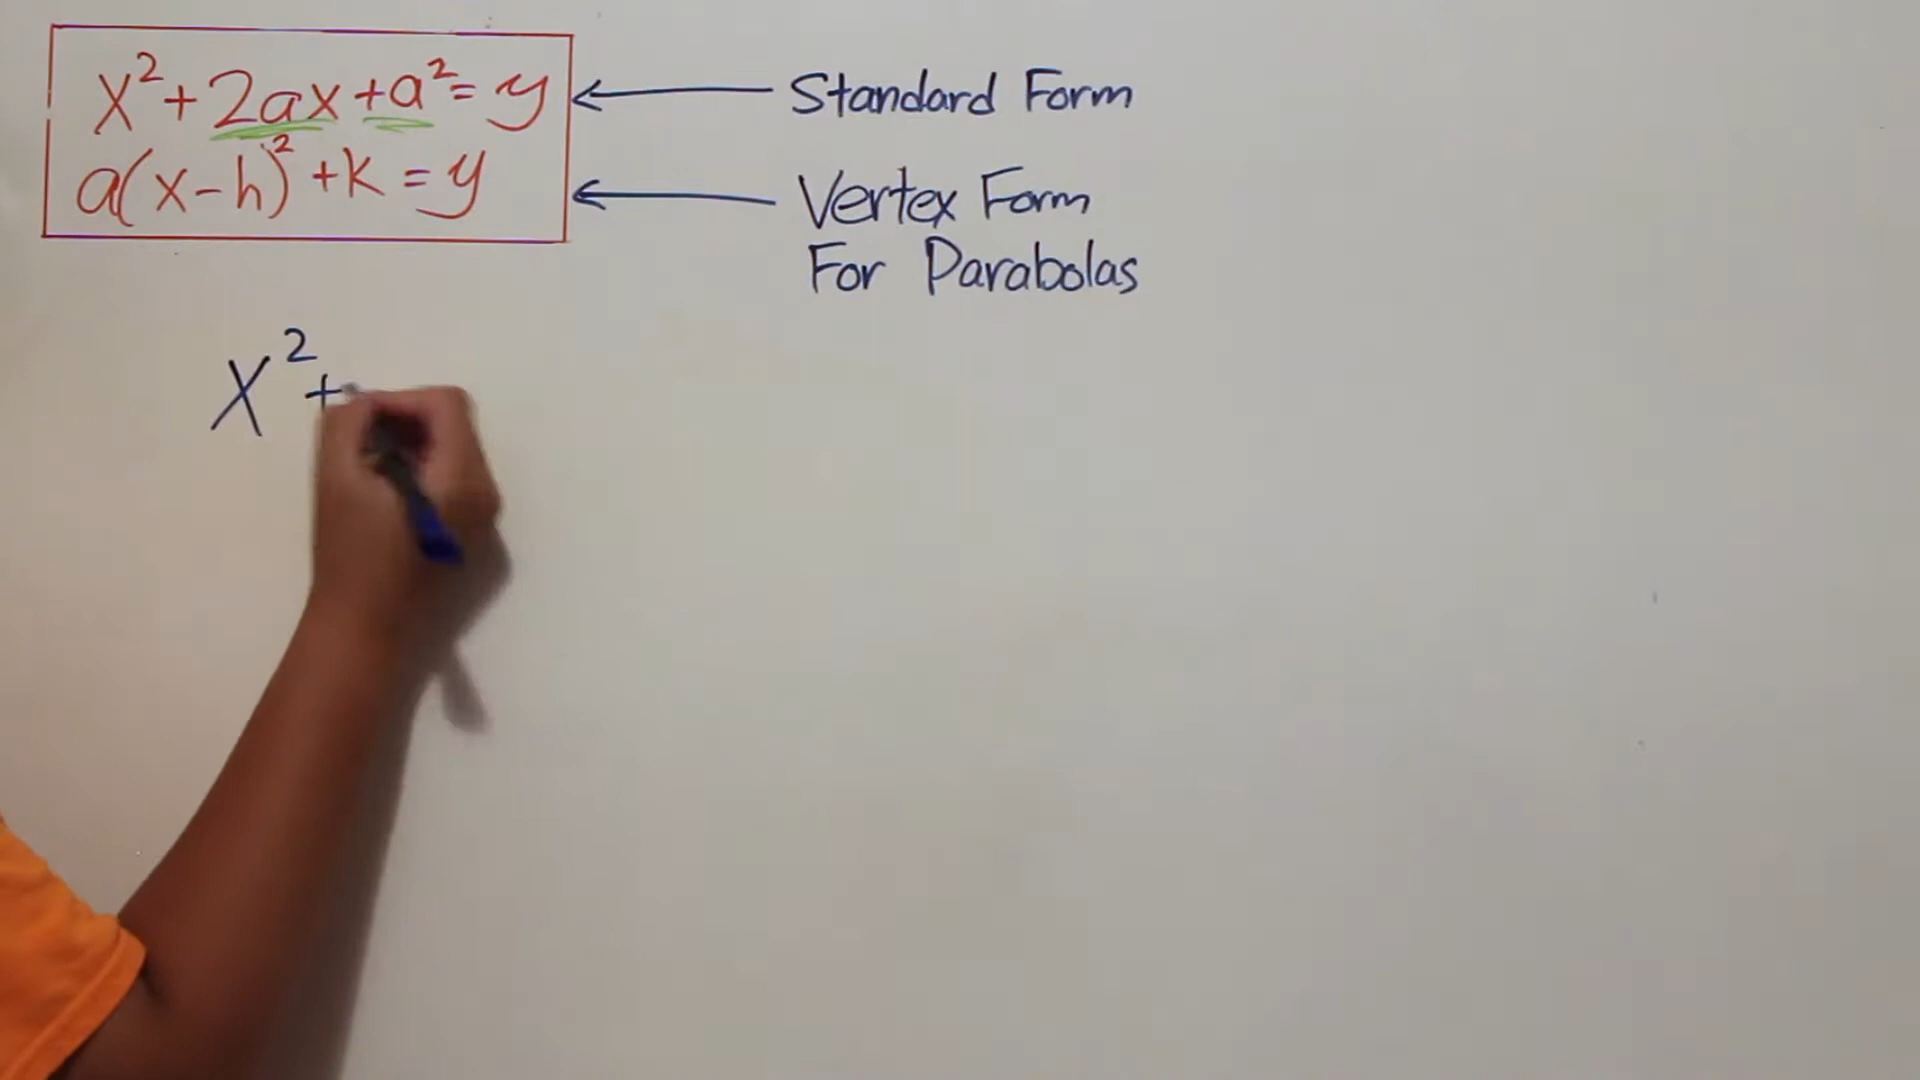 x² + 2ax + a² = y
Standard Form
a(x-h)² + k = y
Vertex Form
For Parabolas
x² +